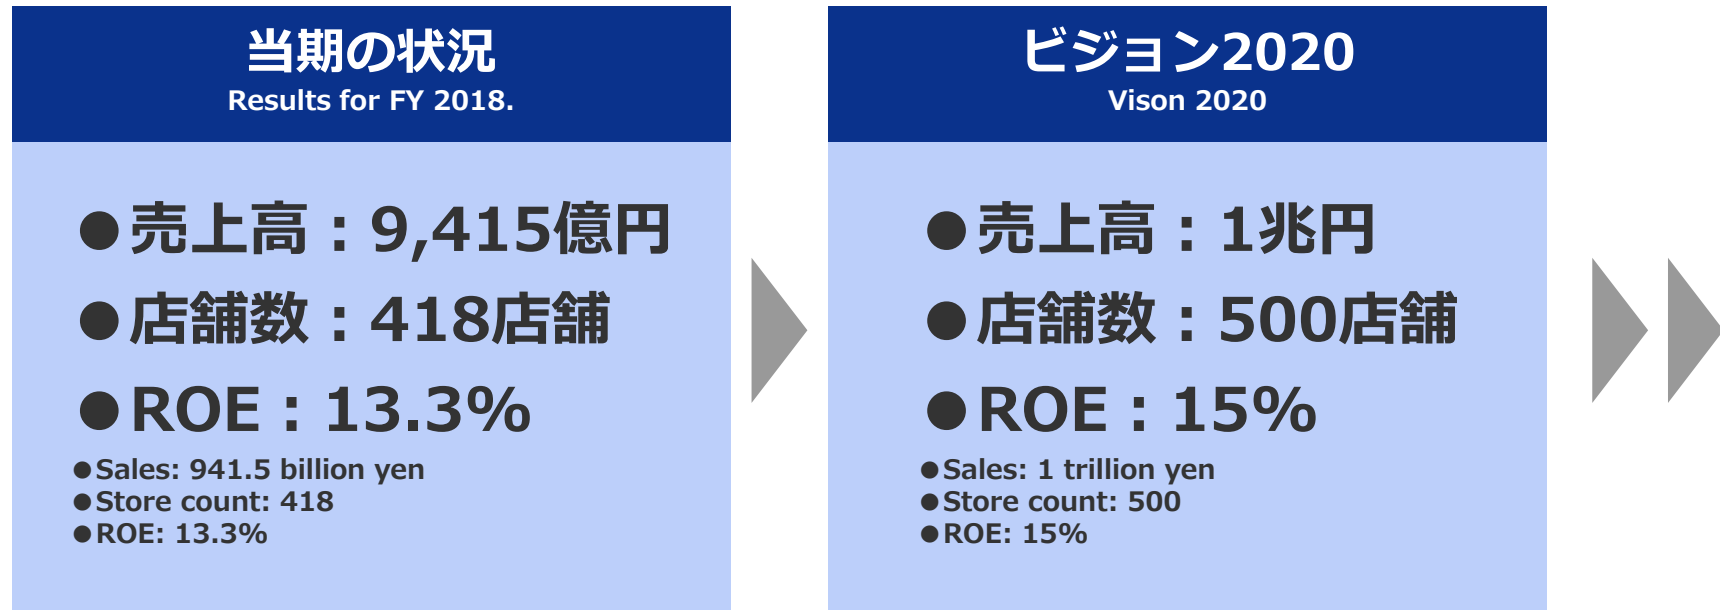 当期の状況
Results for FY 2018.
●売上高：9,415億円
●店舗数：418店舗
●ROE：13.3%
●Sales: 941.5 billion yen
●Store count: 418
●ROE: 13.3%
ビジョン2020
Vison 2020
●売上高：1兆円
●店舗数：500店舗
●ROE：15%
●Sales: 1 trillion yen
●Store count: 500
●ROE: 15%